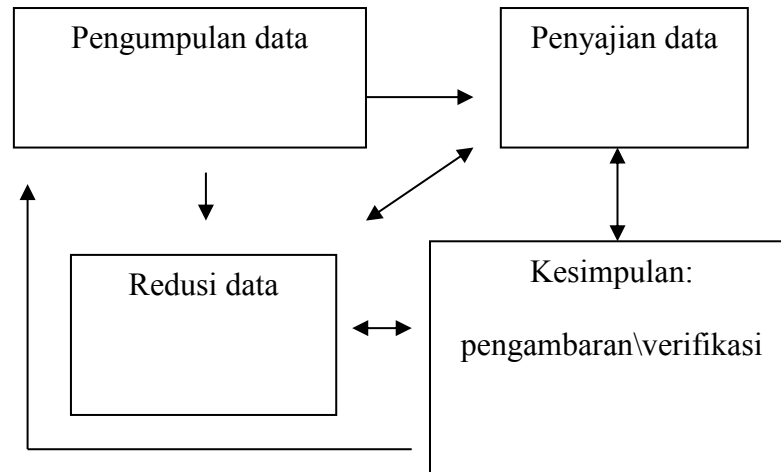 Pengumpulan data
Penyajian data
Redusi data
Kesimpulan:
pengambaran\verifikasi